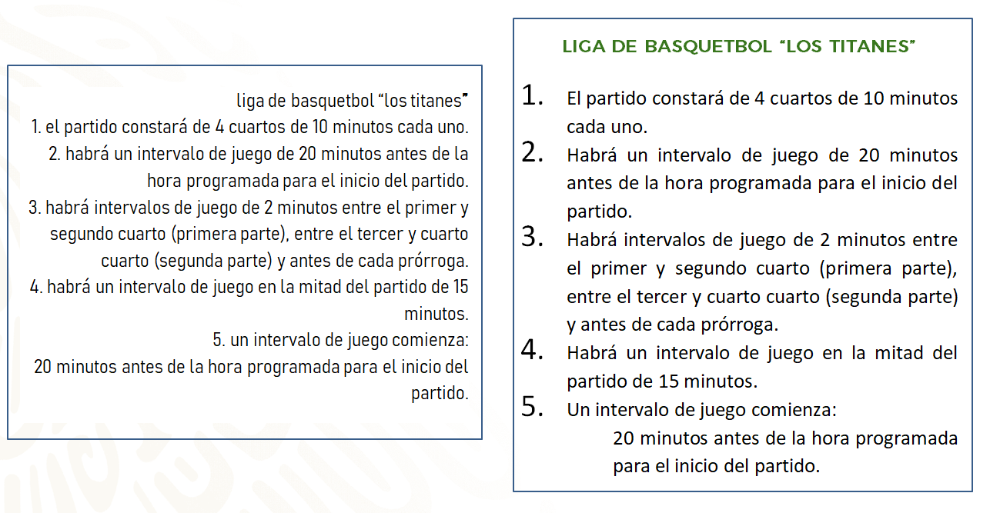 liga de basquetbol “los titanes”
1. el partido constará de 4 cuartos de 10 minutos cada uno.
2. habrá un intervalo de juego de 20 minutos antes de la
hora programada para el inicio del partido.
3. habrá intervalos de juego de 2 minutos entre el primer y
segundo cuarto (primera parte), entre el tercer y cuarto
cuarto (segunda parte) y antes de cada prórroga.
4. habrá un intervalo de juego en la mitad del partido de 15
minutos.
5. un intervalo de juego comienza:
20 minutos antes de la hora programada para el inicio del
partido.
LIGA DE BASQUETBOL “LOS TITANES”
1. El partido constará de 4 cuartos de 10 minutos
cada uno.
2. Habrá un intervalo de juego de 20 minutos
antes de la hora programada para el inicio del
partido.
3. Habrá intervalos de juego de 2 minutos entre
el primer y segundo cuarto (primera parte),
entre el tercer y cuarto cuarto (segunda parte)
y antes de cada prórroga.
4. Habrá un intervalo de juego en la mitad del
partido de 15 minutos.
5. Un intervalo de juego comienza:
20 minutos antes de la hora programada
para el inicio del partido.